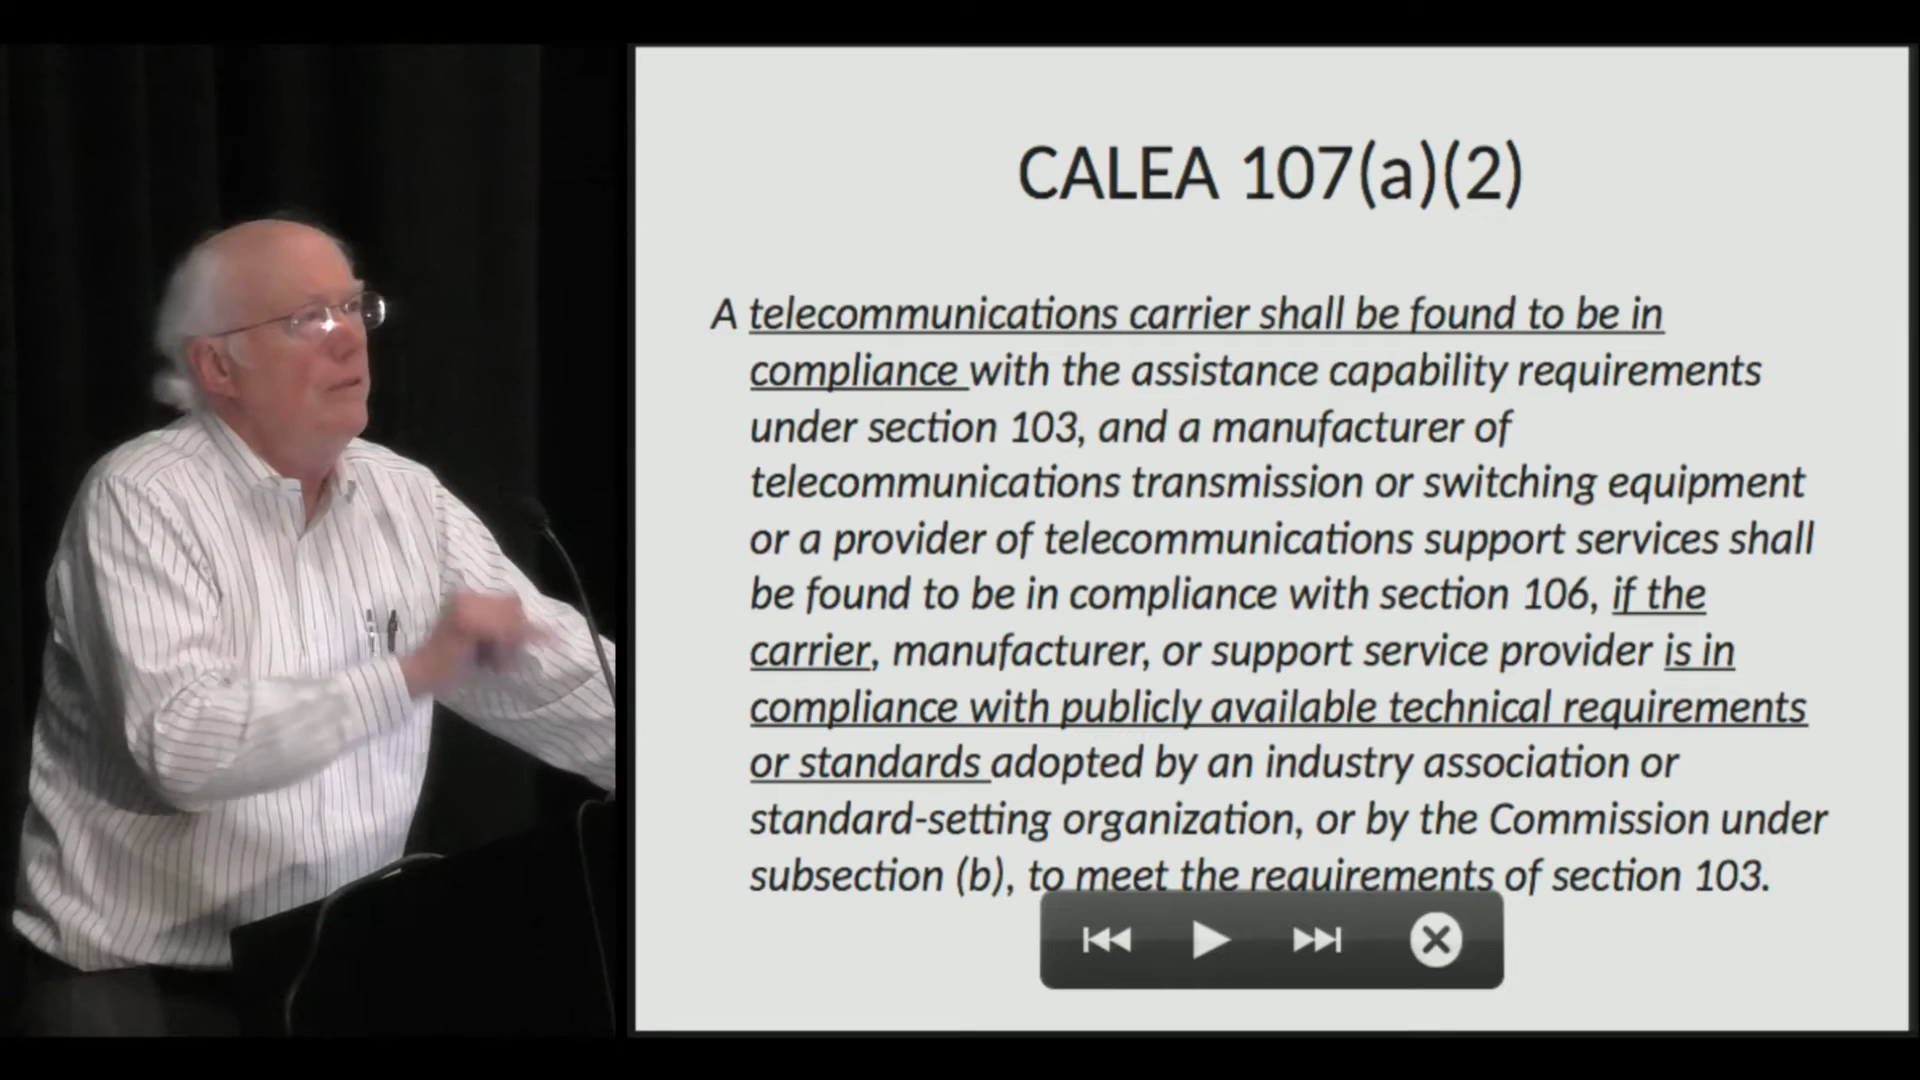 CALEA 107(a)(2)
A telecommunications carrier shall be found to be in
compliance with the assistance capability requirements
under section 103, and a manufacturer of
telecommunications transmission or switching equipment
or a provider of telecommunications support services shall
be found to be in compliance with section 106, if the
carrier, manufacturer, or support service provider is in
compliance with publicly available technical requirements
or standards adopted by an industry association or
standard-setting organization, or by the Commission under
subsection (b), to meet the requirements of section 103.